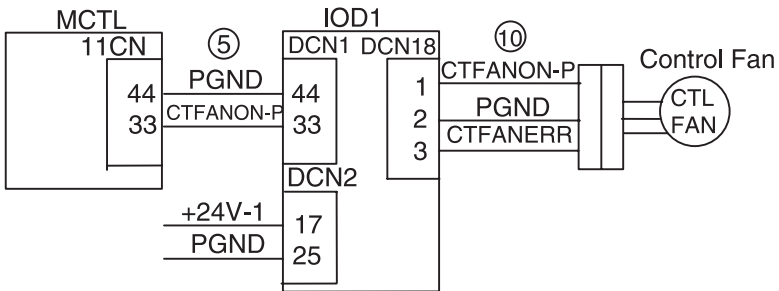 MCTL
IOD1
11CN
5
DCN1
DCN18
10
Control Fan
44
PGND
44
1
CTFANON-P
CTL
33
CTFANON-P
33
2
PGND
FAN
3
CTFANERR
DCN2
+24V-1
17
PGND
25